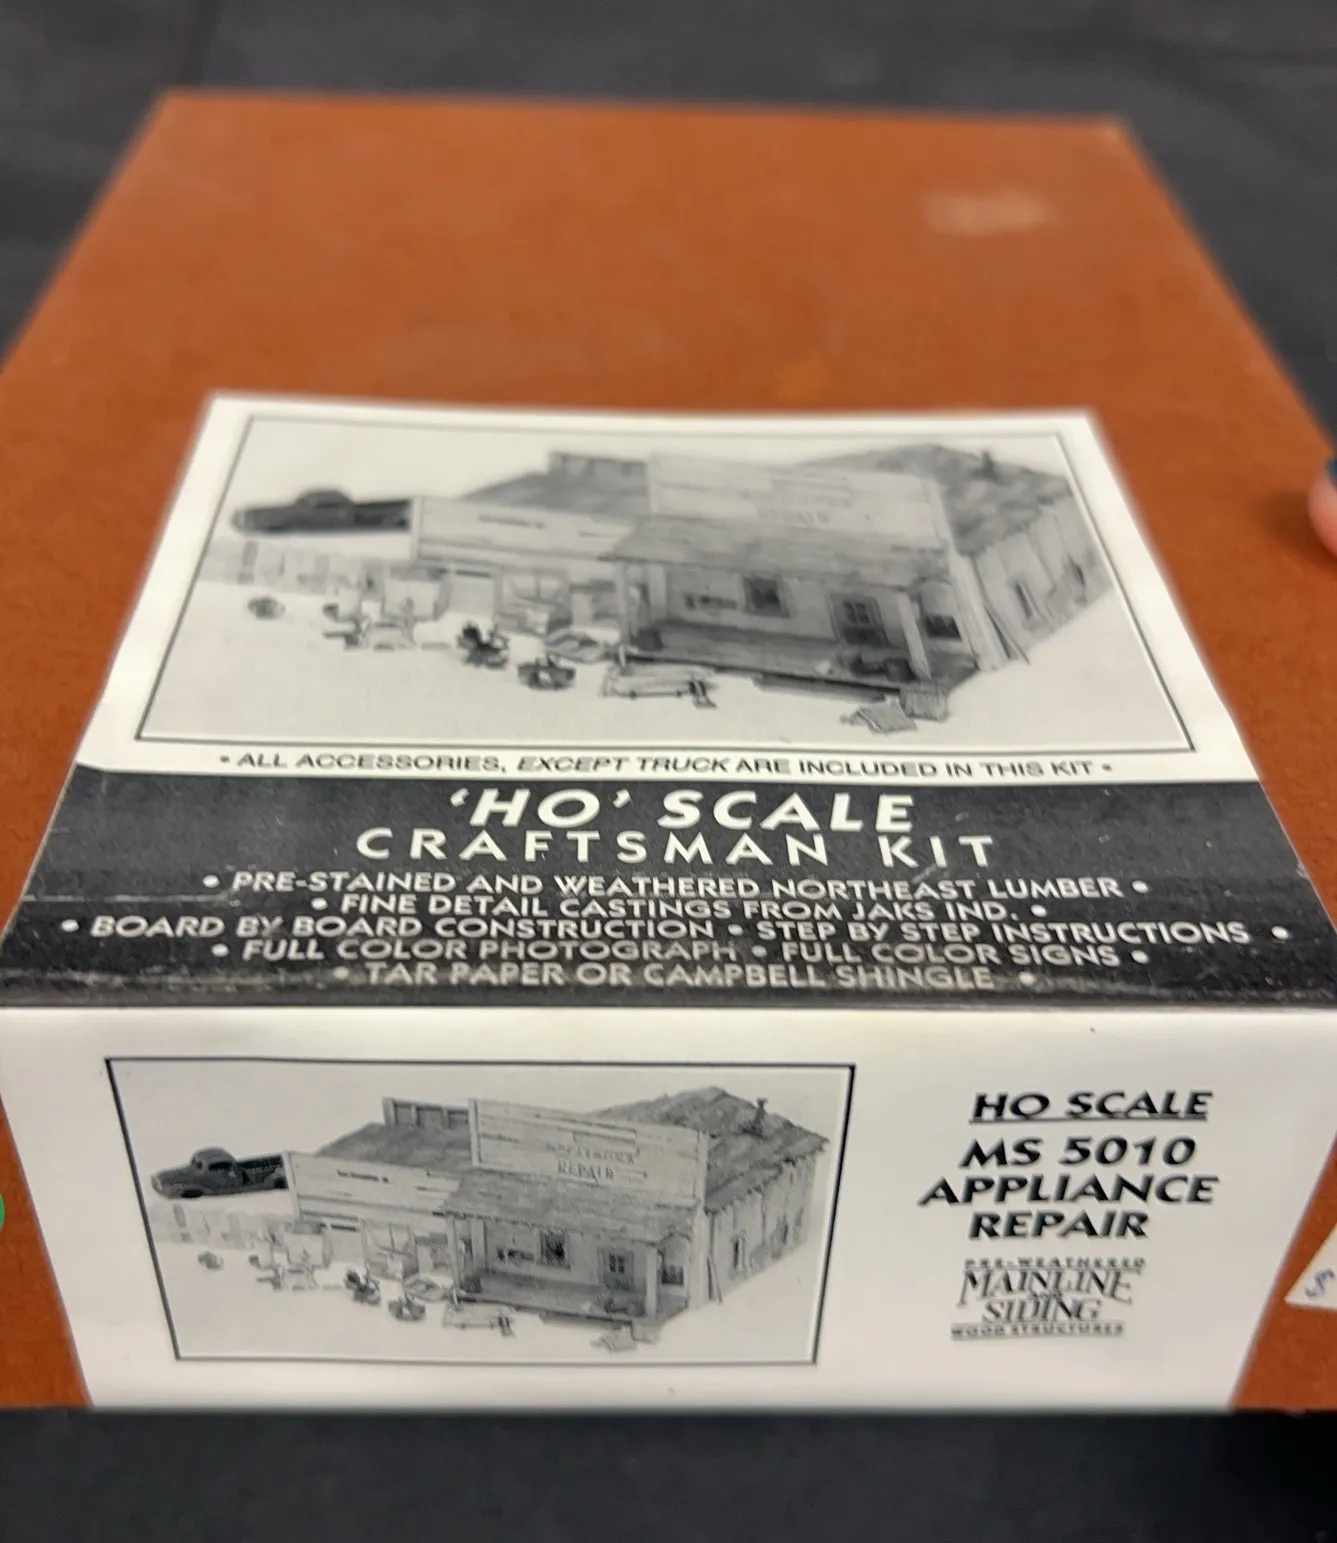 REPAIR
• ALL ACCESSORIES, EXCEPT TRUCK ARE INCLUDED IN THIS KIT •
'HO' SCALE
CRAFTSMAN KIT
• PRE-STAINED AND WEATHERED NORTHEAST LUMBER •
• FINE DETAIL CASTINGS FROM JAKS IND. •
• BOARD BY BOARD CONSTRUCTION • STEP BY STEP INSTRUCTIONS •
• FULL COLOR PHOTOGRAPH • FULL COLOR SIGNS •
• TAR PAPER OR CAMPBELL SHINGLE •
REPAIR
HO SCALE
MS 5010
APPLIANCE
REPAIR
PRE-WEATHERED
MAINLINE
SIDING
WOOD STRUCTURES